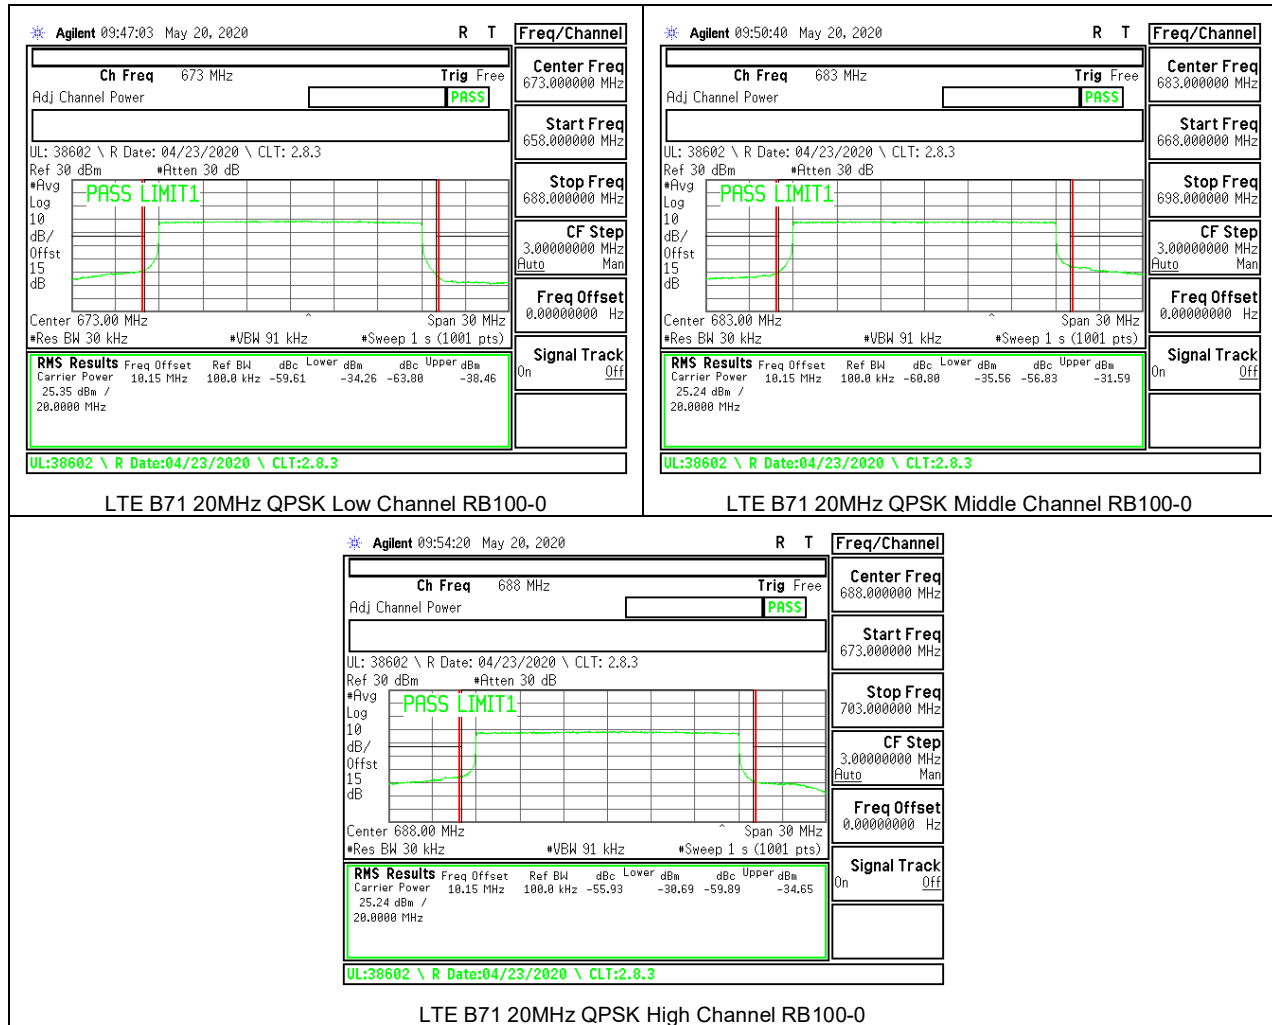 Agilent 09:47:03 May 20, 2020 R T
Freq/Channel
Ch Freq 673 MHz Trig Free
Adj Channel Power PASS
UL: 38602 \ R Date: 04/23/2020 \ CLT: 2.8.3
Ref 30 dBm #Atten 30 dB
#Avg
Log
10
dB/
Offst
15
dB
PASS LIMIT1
Center 673.00 MHz Span 30 MHz
#Res BW 30 kHz #VBW 91 kHz #Sweep 1 s (1001 pts)
RMS Results Freq Offset Ref BW dBc Lower dBm dBc Upper dBm
Carrier Power 10.15 MHz 100.0 kHz -59.61 -34.26 -63.80 -38.46
25.35 dBm /
20.0000 MHz
UL:38602 \ R Date:04/23/2020 \ CLT:2.8.3
Center Freq
673.000000 MHz
Start Freq
658.000000 MHz
Stop Freq
688.000000 MHz
CF Step
3.00000000 MHz
Auto Man
Freq Offset
0.00000000 Hz
Signal Track
On Off
LTE B71 20MHz QPSK Low Channel RB100-0
Agilent 09:50:40 May 20, 2020 R T
Freq/Channel
Ch Freq 683 MHz Trig Free
Adj Channel Power PASS
UL: 38602 \ R Date: 04/23/2020 \ CLT: 2.8.3
Ref 30 dBm #Atten 30 dB
#Avg
Log
10
dB/
Offst
15
dB
PASS LIMIT1
Center 683.00 MHz Span 30 MHz
#Res BW 30 kHz #VBW 91 kHz #Sweep 1 s (1001 pts)
RMS Results Freq Offset Ref BW dBc Lower dBm dBc Upper dBm
Carrier Power 10.15 MHz 100.0 kHz -60.80 -35.56 -56.83 -31.59
25.24 dBm /
20.0000 MHz
UL:38602 \ R Date:04/23/2020 \ CLT:2.8.3
Center Freq
683.000000 MHz
Start Freq
668.000000 MHz
Stop Freq
698.000000 MHz
CF Step
3.00000000 MHz
Auto Man
Freq Offset
0.00000000 Hz
Signal Track
On Off
LTE B71 20MHz QPSK Middle Channel RB100-0
Agilent 09:54:20 May 20, 2020 R T
Freq/Channel
Ch Freq 688 MHz Trig Free
Adj Channel Power PASS
UL: 38602 \ R Date: 04/23/2020 \ CLT: 2.8.3
Ref 30 dBm #Atten 30 dB
#Avg
Log
10
dB/
Offst
15
dB
PASS LIMIT1
Center 688.00 MHz Span 30 MHz
#Res BW 30 kHz #VBW 91 kHz #Sweep 1 s (1001 pts)
RMS Results Freq Offset Ref BW dBc Lower dBm dBc Upper dBm
Carrier Power 10.15 MHz 100.0 kHz -55.93 -30.69 -59.89 -34.65
25.24 dBm /
20.0000 MHz
UL:38602 \ R Date:04/23/2020 \ CLT:2.8.3
Center Freq
688.000000 MHz
Start Freq
673.000000 MHz
Stop Freq
703.000000 MHz
CF Step
3.00000000 MHz
Auto Man
Freq Offset
0.00000000 Hz
Signal Track
On Off
LTE B71 20MHz QPSK High Channel RB100-0